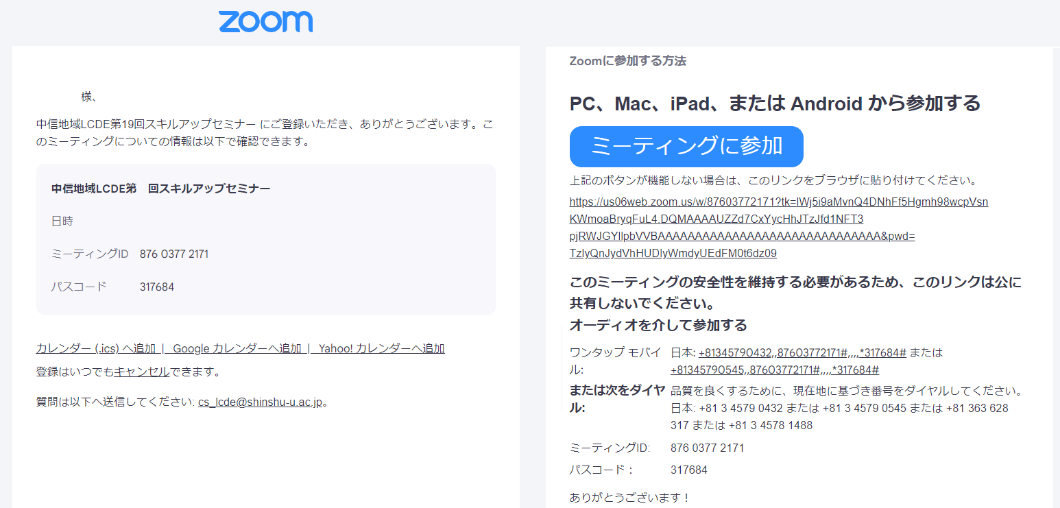 zoom
様、
中信地域LCDE第19回スキルアップセミナー にご登録いただき、ありがとうございます。こ
のミーティングについての情報は以下で確認できます。
中信地域LCDE第　回スキルアップセミナー
日時
ミーティングID 876 0377 2171
パスコード 317684
カレンダー (.ics) へ追加 | Google カレンダーへ追加 | Yahoo! カレンダーへ追加
登録はいつでもキャンセルできます。
質問は以下へ送信してください: cs_lcde@shinshu-u.ac.jp。
Zoomに参加する方法
PC、Mac、iPad、または Android から参加する
ミーティングに参加
上記のボタンが機能しない場合は、このリンクをブラウザに貼り付けてください。
https://us06web.zoom.us/w/87603772171?tk=IWj5i9aMvnQ4DNhFf5Hgmh98wcpVsn
KWmoaBryqFuL4.DQMAAAAUZZd7CxYycHhJTzJfd1NFT3
pjRWJGYllpbVVBAAAAAAAAAAAAAAAAAAAAAAAAAAAAAA&pwd=
TzlyQnJydVhHUDlyWmdyUEdFM0t6dz09
このミーティングの安全性を維持する必要があるため、このリンクは公に
共有しないでください。
オーディオを介して参加する
ワンタップ モバイ 日本: +81345790432,,87603772171#,,,,*317684# または
ル: +81345790545,,87603772171#,,,,*317684#
または次をダイヤ 品質を良くするために、現在地に基づき番号をダイヤルしてください。
ル: 日本: +81 3 4579 0432 または +81 3 4579 0545 または +81 363 628
317 または +81 3 4578 1488
ミーティングID: 876 0377 2171
パスコード： 317684
ありがとうございます！